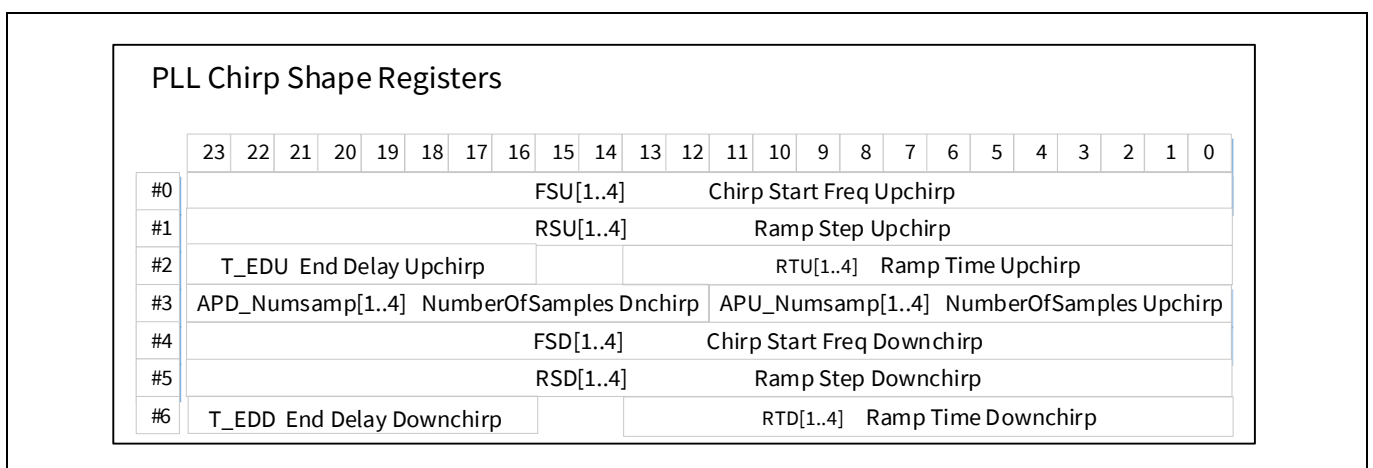 PLL Chirp Shape Registers
23 22 21 20 19 18 17 16 15 14 13 12 11 10 9 8 7 6 5 4 3 2 1 0
#0 FSU[1..4] Chirp Start Freq Upchirp
#1 RSU[1..4] Ramp Step Upchirp
#2 T_EDU End Delay Upchirp RTU[1..4] Ramp Time Upchirp
#3 APD_Numsamp[1..4] NumberOfSamples Dnchirp APU_Numsamp[1..4] NumberOfSamples Upchirp
#4 FSD[1..4] Chirp Start Freq Downchirp
#5 RSD[1..4] Ramp Step Downchirp
#6 T_EDD End Delay Downchirp RTD[1..4] Ramp Time Downchirp